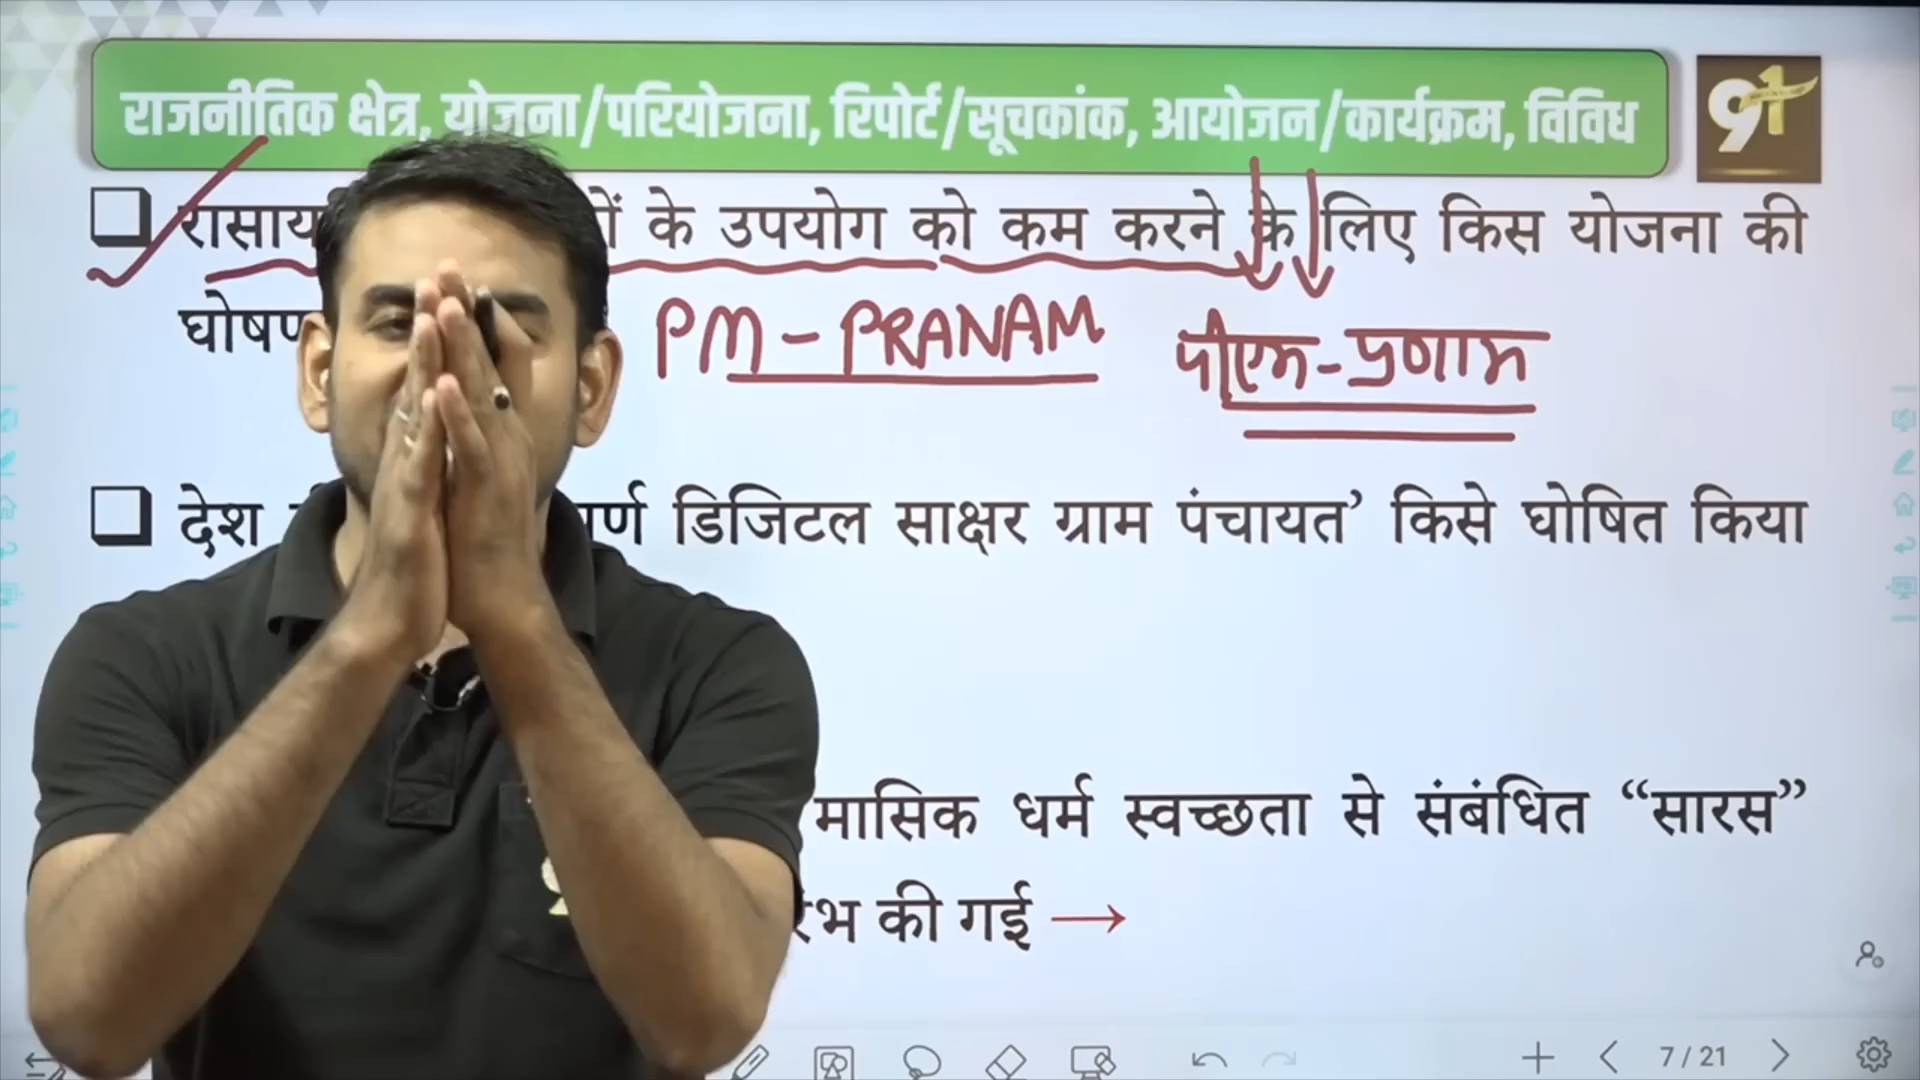 राजनीतिक क्षेत्र, योजना/परियोजना, रिपोर्ट/सूचकांक, आयोजन/कार्यक्रम, विविध
के उपयोग को कम करने के लिए किस योजना की
PM-PRANAM पीएम-प्रणाम
देश डिजिटल साक्षर ग्राम पंचायत’ किसे घोषित किया
मासिक धर्म स्वच्छता से संबंधित “सारस”
की गई →
7/21